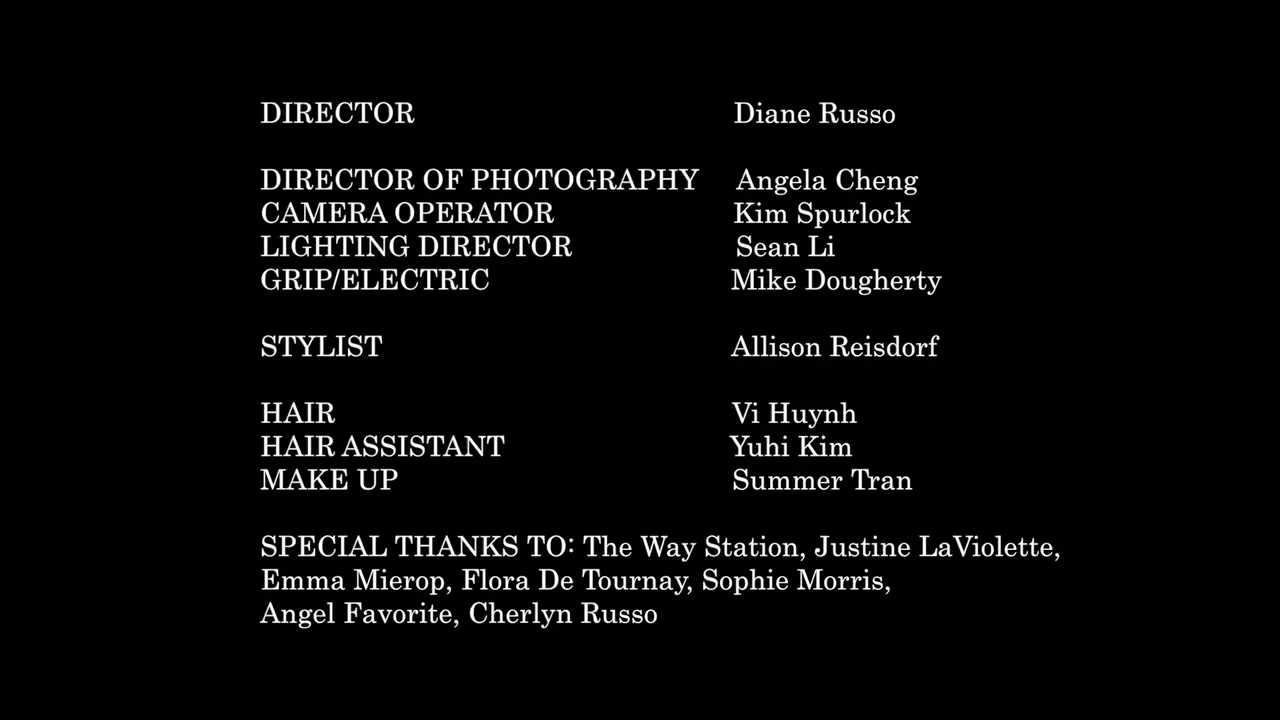 DIRECTOR Diane Russo
DIRECTOR OF PHOTOGRAPHY Angela Cheng
CAMERA OPERATOR Kim Spurlock
LIGHTING DIRECTOR Sean Li
GRIP/ELECTRIC Mike Dougherty
STYLIST Allison Reisdorf
HAIR Vi Huynh
HAIR ASSISTANT Yuhi Kim
MAKE UP Summer Tran
SPECIAL THANKS TO: The Way Station, Justine LaViolette,
Emma Mierop, Flora De Tournay, Sophie Morris,
Angel Favorite, Cherlyn Russo